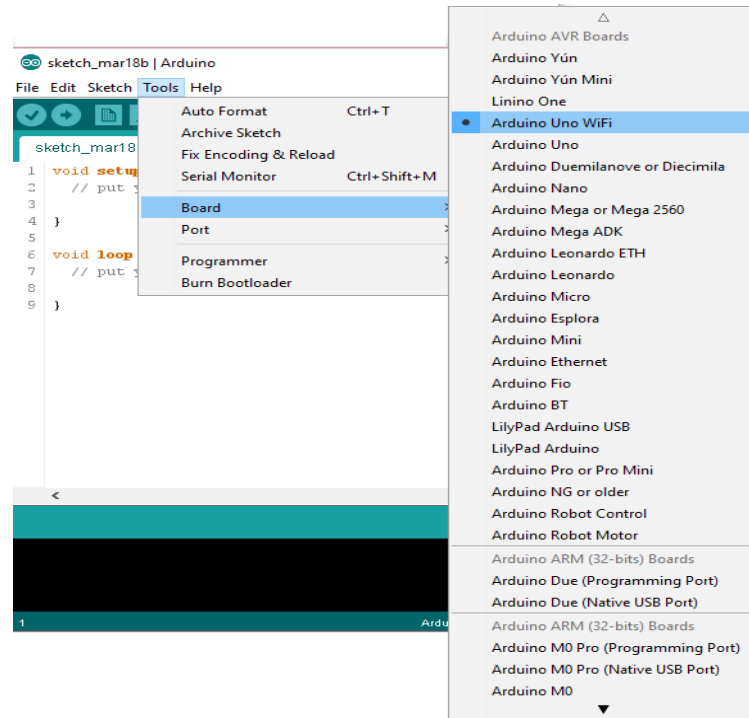 sketch_mar18b | Arduino
File Edit Sketch Tools Help
sketch_mar18
1 void setup
2 // put y
3
4 }
5
6 void loop
7 // put y
8
9 }
Auto Format Ctrl+T
Archive Sketch
Fix Encoding & Reload
Serial Monitor Ctrl+Shift+M
Board
Port
Programmer
Burn Bootloader
Arduino AVR Boards
Arduino Yún
Arduino Yún Mini
Linino One
Arduino Uno WiFi
Arduino Uno
Arduino Duemilanove or Diecimila
Arduino Nano
Arduino Mega or Mega 2560
Arduino Mega ADK
Arduino Leonardo ETH
Arduino Leonardo
Arduino Micro
Arduino Esplora
Arduino Mini
Arduino Ethernet
Arduino Fio
Arduino BT
LilyPad Arduino USB
LilyPad Arduino
Arduino Pro or Pro Mini
Arduino NG or older
Arduino Robot Control
Arduino Robot Motor
Arduino ARM (32-bits) Boards
Arduino Due (Programming Port)
Arduino Due (Native USB Port)
Arduino ARM (32-bits) Boards
Arduino M0 Pro (Programming Port)
Arduino M0 Pro (Native USB Port)
Arduino M0
1 Ardu